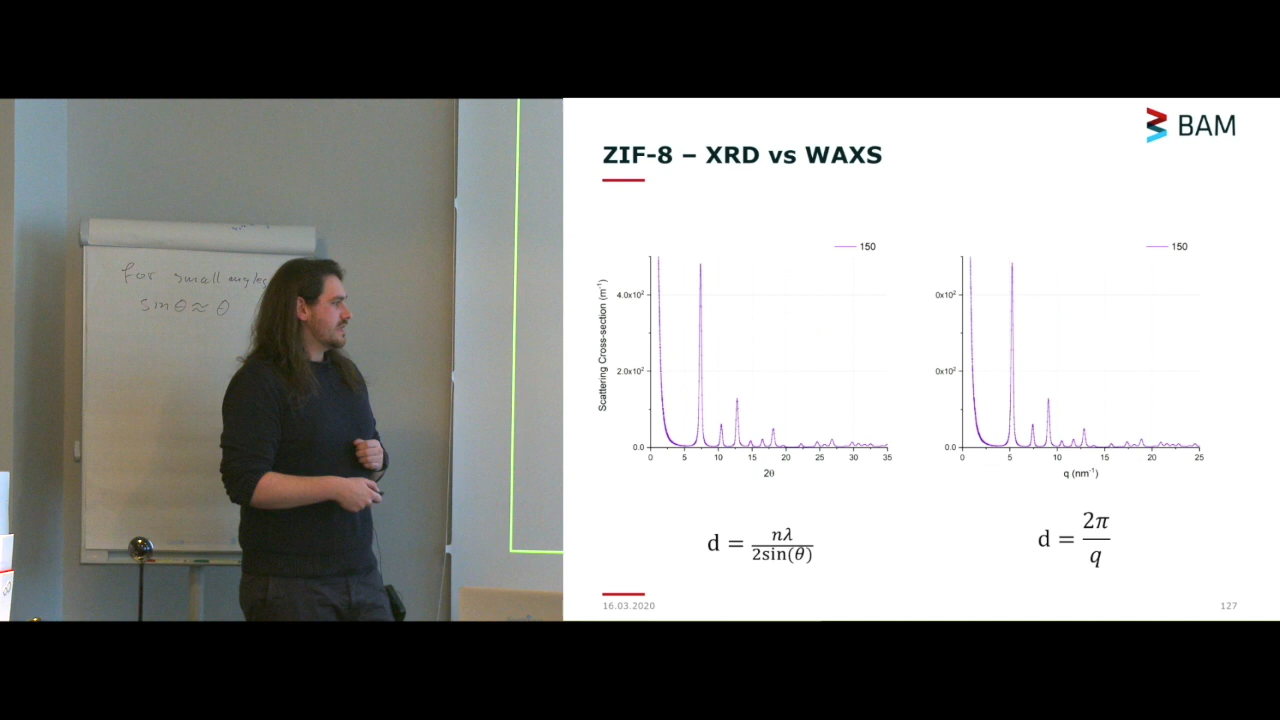 for small angles
sinθ ≈ θ
BAM
ZIF-8 – XRD vs WAXS
150
Scattering Cross-section (m⁻¹)
4.0x10²
2.0x10²
0.0
0 5 10 15 20 25 30 35
2θ
150
0x10²
0x10²
0.0
0 5 10 15 20 25
q (nm⁻¹)
d = nλ / 2sin(θ)
d = 2π / q
16.03.2020
127